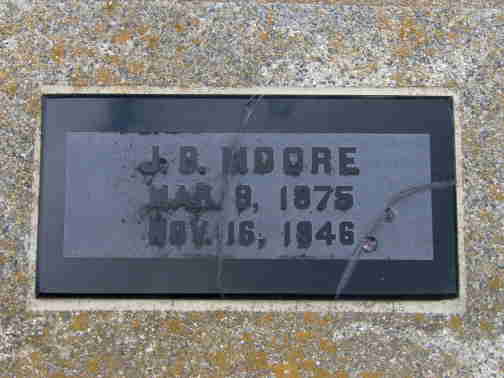 J. D. MOORE
MAR. 8, 1875
NOV. 16, 1946